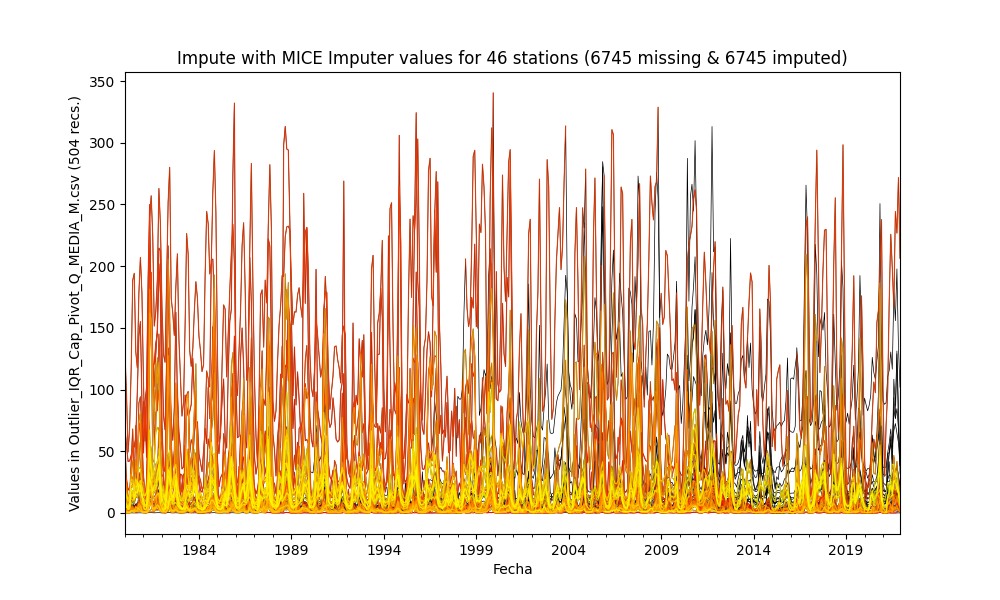 Impute with MICE Imputer values for 46 stations (6745 missing & 6745 imputed)
Values in Outlier_IQR_Cap_Pivot_Q_MEDIA_M.csv (504 recs.)
350
300
250
200
150
100
50
0
1984 1989 1994 1999 2004 2009 2014 2019
Fecha